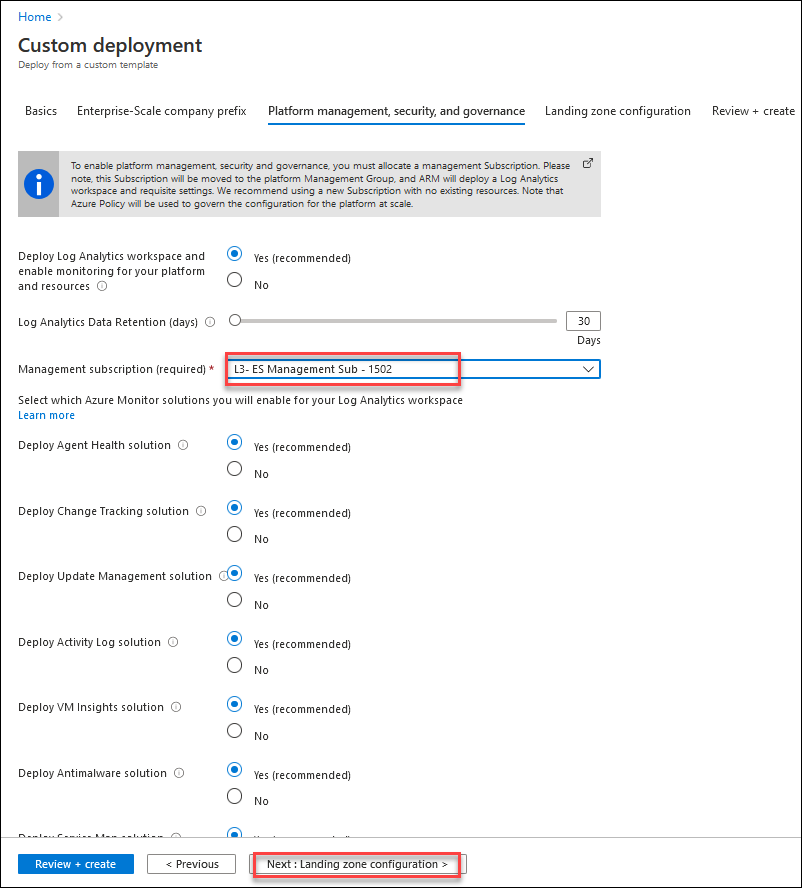 Home >
Custom deployment
Deploy from a custom template
Basics Enterprise-Scale company prefix Platform management, security, and governance Landing zone configuration Review + create
To enable platform management, security and governance, you must allocate a management Subscription. Please
note, this Subscription will be moved to the platform Management Group, and ARM will deploy a Log Analytics
workspace and requisite settings. We recommend using a new Subscription with no existing resources. Note that
Azure Policy will be used to govern the configuration for the platform at scale.
Deploy Log Analytics workspace and
enable monitoring for your platform
and resources
Yes (recommended)
No
Log Analytics Data Retention (days)
30
Days
Management subscription (required) *
L3- ES Management Sub - 1502
Select which Azure Monitor solutions you will enable for your Log Analytics workspace
Learn more
Deploy Agent Health solution
Yes (recommended)
No
Deploy Change Tracking solution
Yes (recommended)
No
Deploy Update Management solution
Yes (recommended)
No
Deploy Activity Log solution
Yes (recommended)
No
Deploy VM Insights solution
Yes (recommended)
No
Deploy Antimalware solution
Yes (recommended)
No
Deploy Service Map solution
Review + create
< Previous
Next : Landing zone configuration >